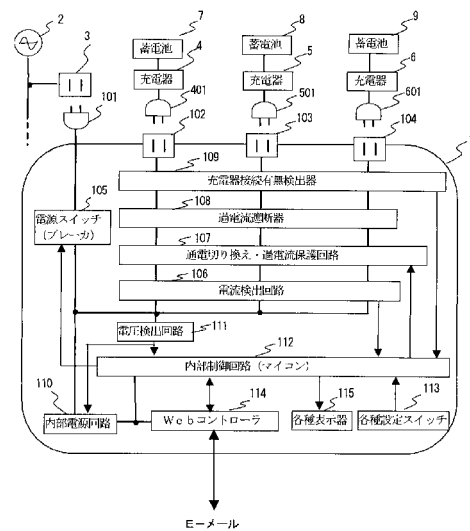 2
3
7
蓄電池
4
充電器
401
8
蓄電池
5
充電器
501
9
蓄電池
6
充電器
601
101
102
103
104
1
109
充電器接続有無検出器
105
電源スイッチ
(ブレーカ)
108
過電流遮断器
107
通電切り換え・過電流保護回路
106
電流検出回路
電圧検出回路
111
112
内部制御回路(マイコン)
110
内部電源回路
114
Webコントローラ
115
各種表示器
113
各種設定スイッチ
E-メール